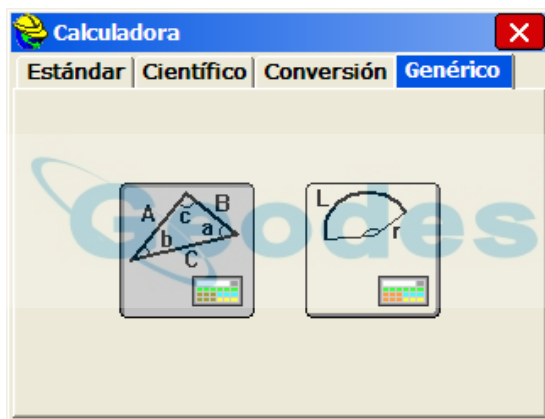 Calculadora
Estándar Científico Conversión Genérico
Geodes
A c B
b a
C
L
r